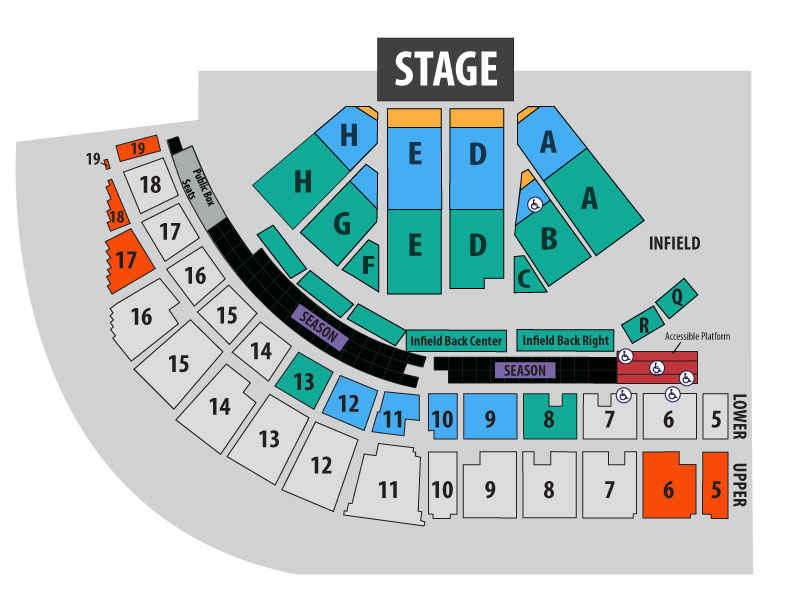 STAGE
H
E
D
A
H
E
D
A
G
B
F
C
INFIELD
19
19
18
Public Box
Seats
18
17
17
16
16
15
15
14
14
13
13
12
12
11
11
SEASON
Infield Back Center
Infield Back Right
R
Q
Accessible Platform
SEASON
10
9
8
7
6
5
LOWER
10
9
8
7
6
5
UPPER